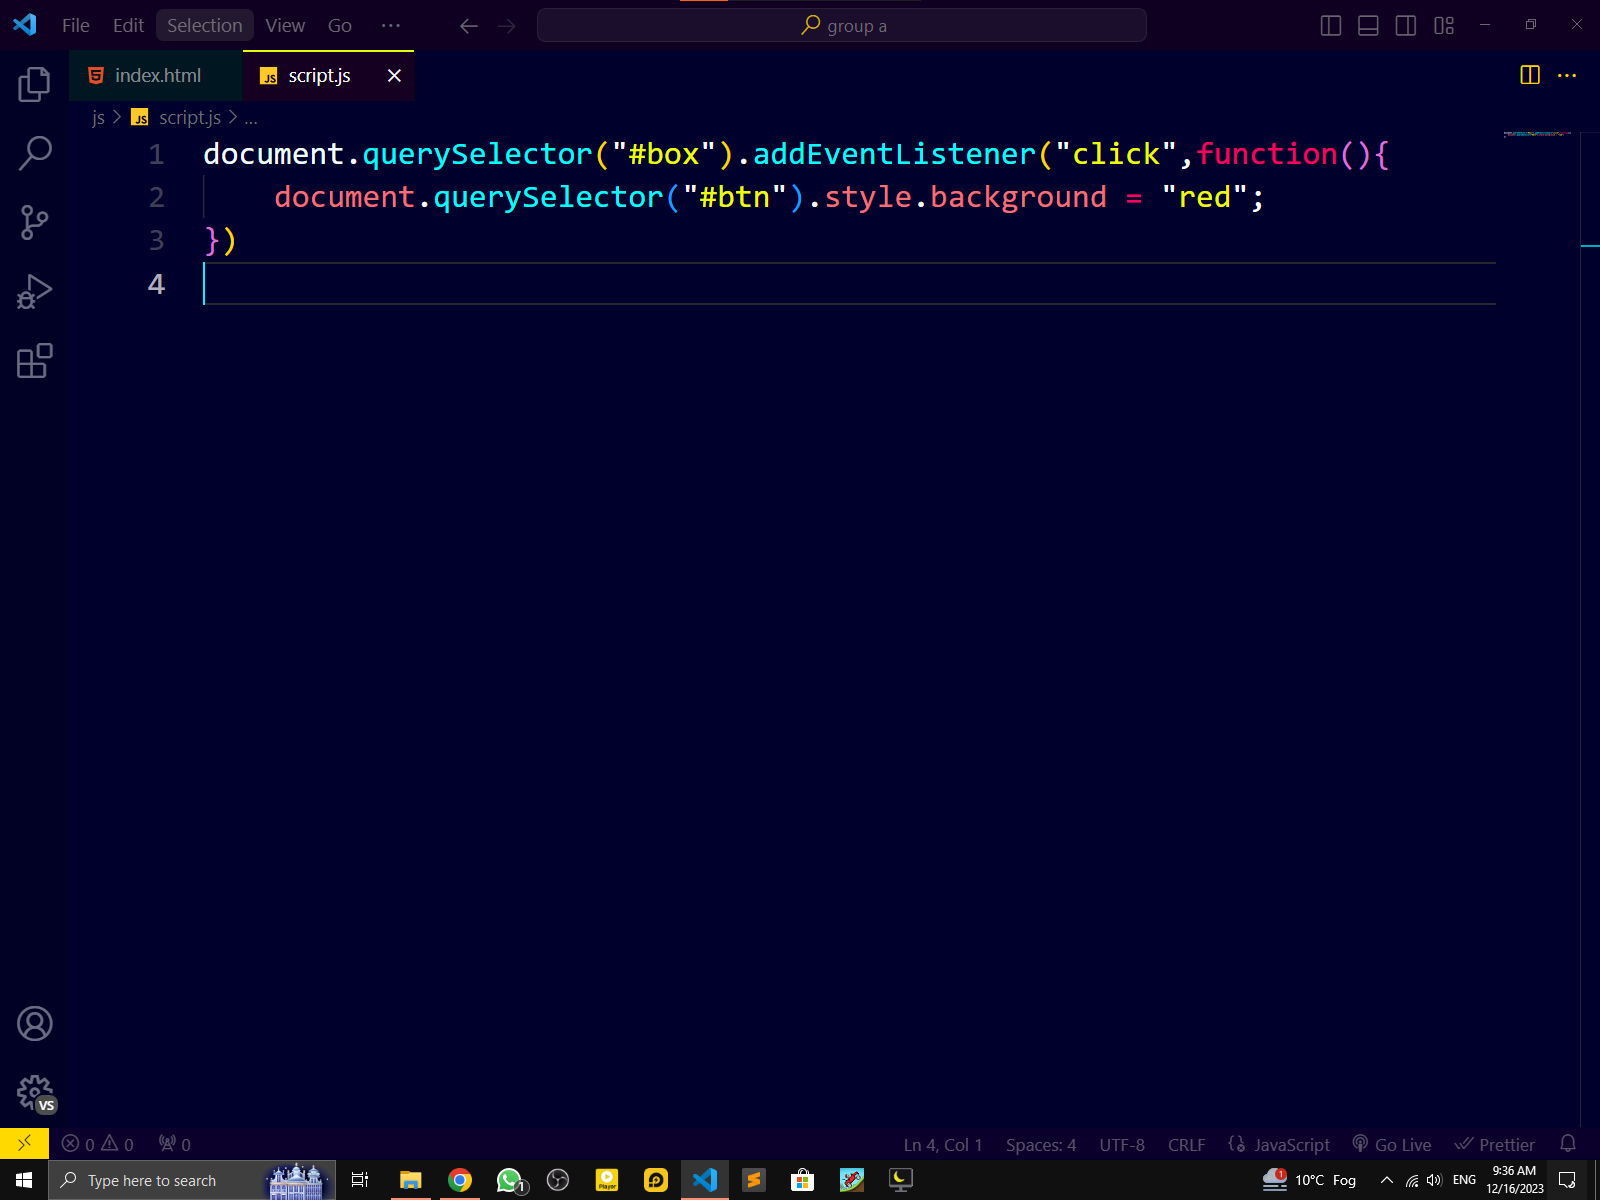 File Edit Selection View Go ···
group a
index.html
script.js
js > script.js > ...
1 document.querySelector("#box").addEventListener("click",function(){
2     document.querySelector("#btn").style.background = "red";
3 })
4
VS
0 0 0
Ln 4, Col 1 Spaces: 4 UTF-8 CRLF JavaScript Go Live Prettier
Type here to search
1
Player
1
10°C Fog
ENG
9:36 AM
12/16/2023